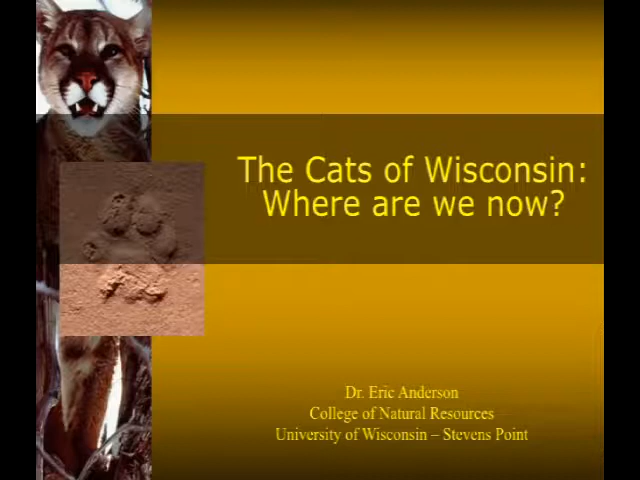 The Cats of Wisconsin:
Where are we now?
Dr. Eric Anderson
College of Natural Resources
University of Wisconsin – Stevens Point